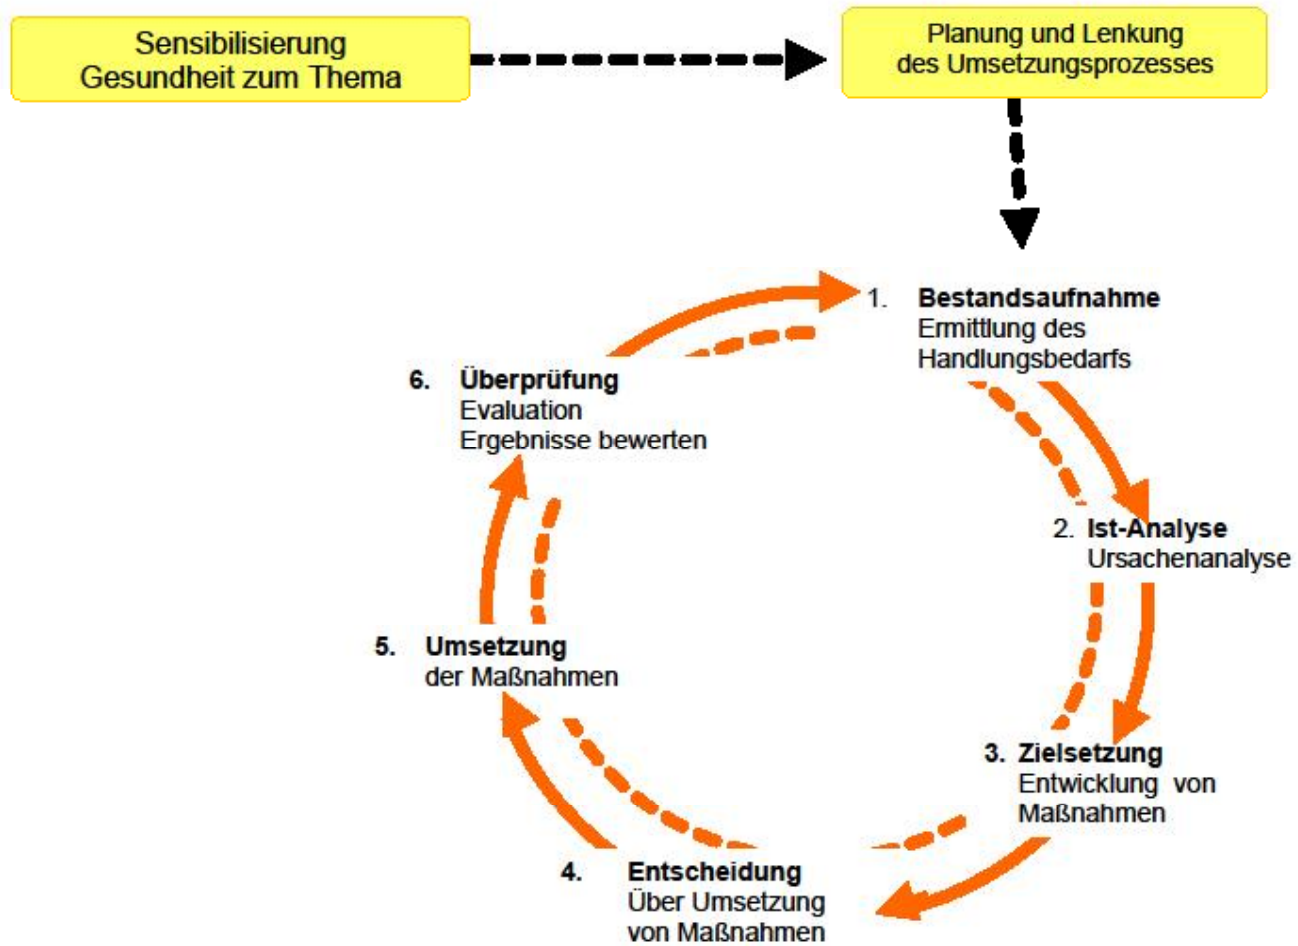 Sensibilisierung
Gesundheit zum Thema
Planung und Lenkung
des Umsetzungsprozesses
1. Bestandsaufnahme
Ermittlung des
Handlungsbedarfs
2. Ist-Analyse
Ursachenanalyse
3. Zielsetzung
Entwicklung von
Maßnahmen
4. Entscheidung
Über Umsetzung
von Maßnahmen
5. Umsetzung
der Maßnahmen
6. Überprüfung
Evaluation
Ergebnisse bewerten